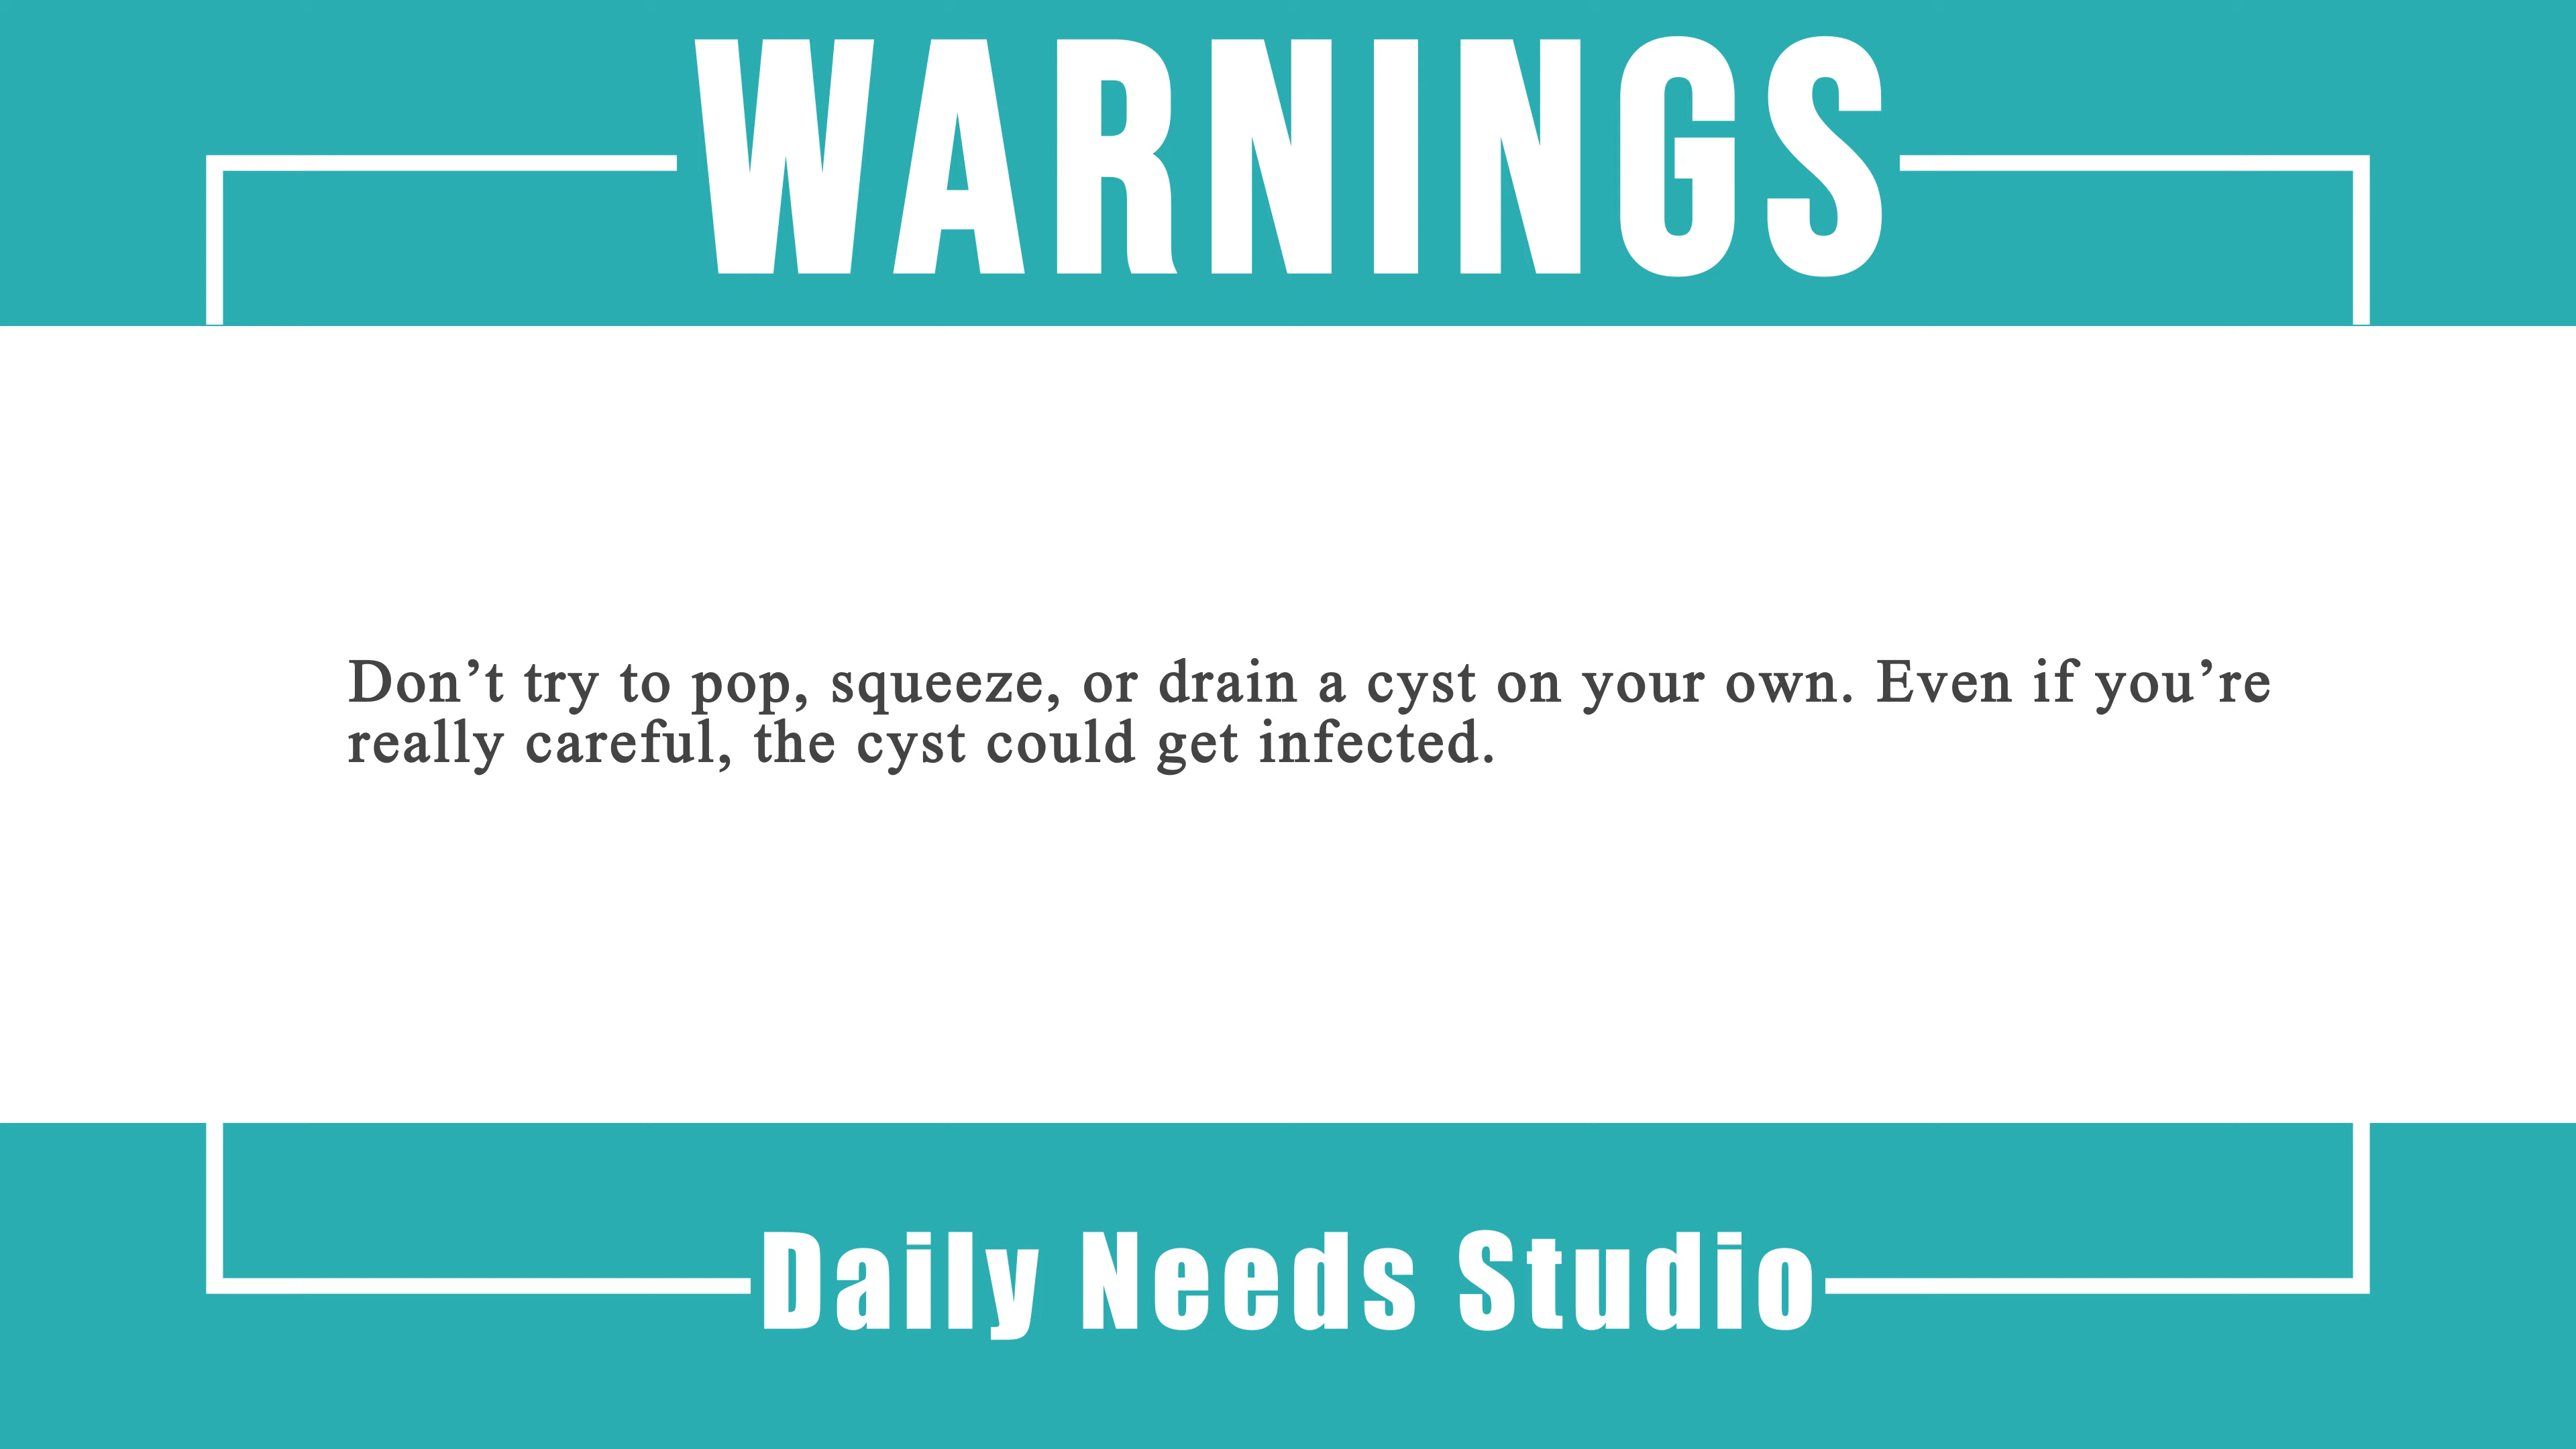 WARNINGS
Don’t try to pop, squeeze, or drain a cyst on your own. Even if you’re
really careful, the cyst could get infected.
Daily Needs Studio